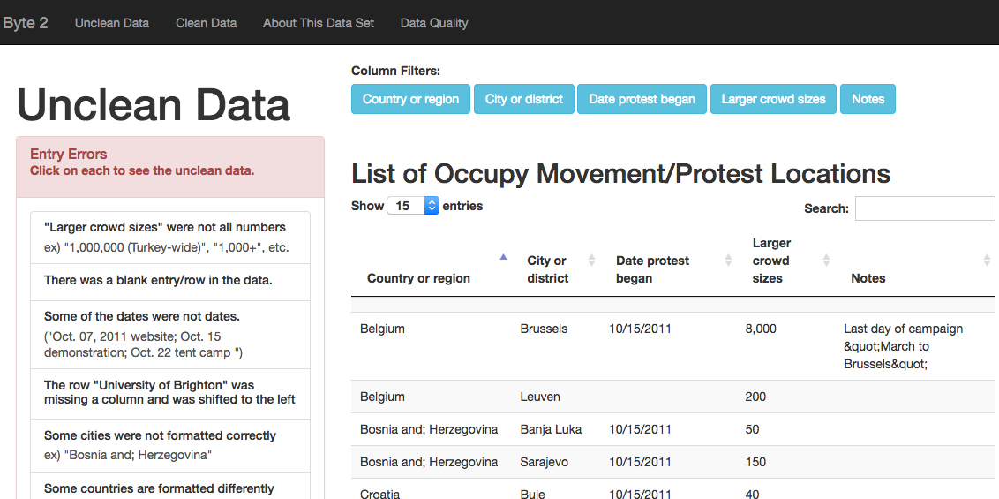 Byte 2 Unclean Data Clean Data About This Data Set Data Quality
Unclean Data
Entry Errors
Click on each to see the unclean data.
"Larger crowd sizes" were not all numbers
ex) "1,000,000 (Turkey-wide)", "1,000+", etc.
There was a blank entry/row in the data.
Some of the dates were not dates.
("Oct. 07, 2011 website; Oct. 15
demonstration; Oct. 22 tent camp ")
The row "University of Brighton" was
missing a column and was shifted to the left
Some cities were not formatted correctly
ex) "Bosnia and; Herzegovina"
Some countries are formatted differently
Column Filters:
Country or region City or district Date protest began Larger crowd sizes Notes
List of Occupy Movement/Protest Locations
Show 15 entries
Search:
Country or region
City or
district
Date protest
began
Larger
crowd
sizes
Notes
Belgium Brussels 10/15/2011 8,000 Last day of campaign
&quot;March to
Brussels&quot;
Belgium Leuven 200
Bosnia and; Herzegovina Banja Luka 10/15/2011 50
Bosnia and; Herzegovina Sarajevo 10/15/2011 150
Croatia Buje 10/15/2011 40